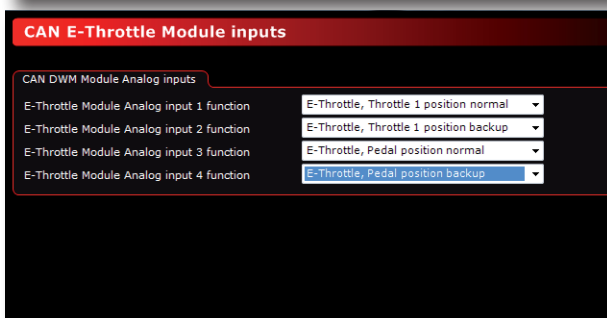 CAN E-Throttle Module inputs
CAN DWM Module Analog inputs
E-Throttle Module Analog input 1 function E-Throttle, Throttle 1 position normal
E-Throttle Module Analog input 2 function E-Throttle, Throttle 1 position backup
E-Throttle Module Analog input 3 function E-Throttle, Pedal position normal
E-Throttle Module Analog input 4 function E-Throttle, Pedal position backup